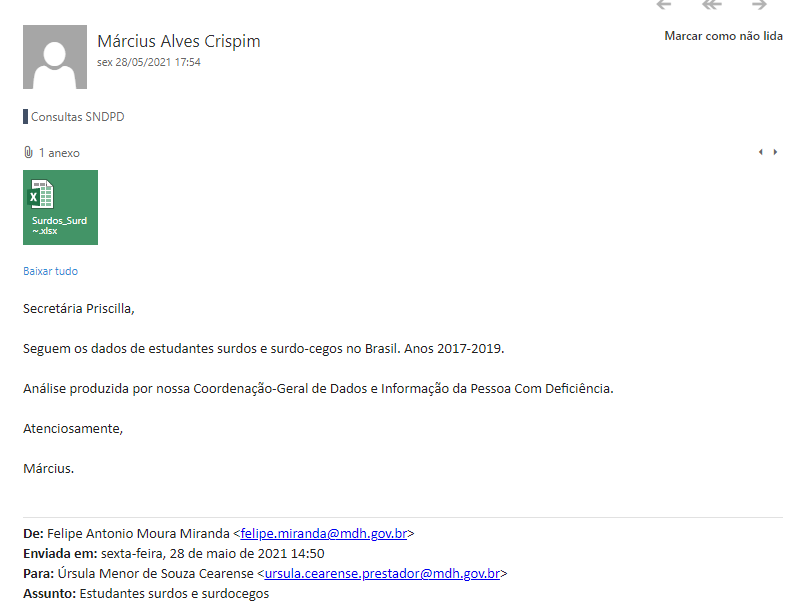 Március Alves Crispim
Marcar como não lida
sex 28/05/2021 17:54
Consultas SNDPD
1 anexo
Surdos_Surd
~.xlsx
Baixar tudo
Secretária Priscilla,
Seguem os dados de estudantes surdos e surdo-cegos no Brasil. Anos 2017-2019.
Análise produzida por nossa Coordenação-Geral de Dados e Informação da Pessoa Com Deficiência.
Atenciosamente,
Március.
De: Felipe Antonio Moura Miranda <felipe.miranda@mdh.gov.br>
Enviada em: sexta-feira, 28 de maio de 2021 14:50
Para: Úrsula Menor de Souza Cearense <ursula.cearense.prestador@mdh.gov.br>
Assunto: Estudantes surdos e surdocegos